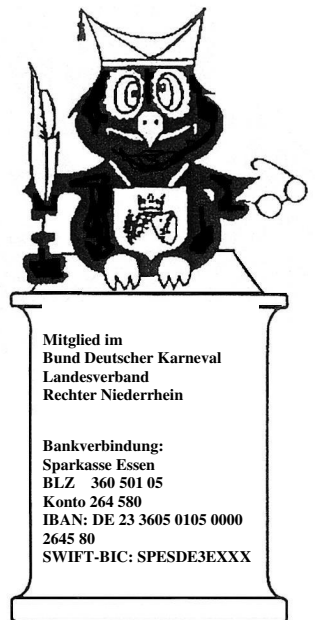 Mitglied im
Bund Deutscher Karneval
Landesverband
Rechter Niederrhein
Bankverbindung:
Sparkasse Essen
BLZ 360 501 05
Konto 264 580
IBAN: DE 23 3605 0105 0000
2645 80
SWIFT-BIC: SPESDE3EXXX